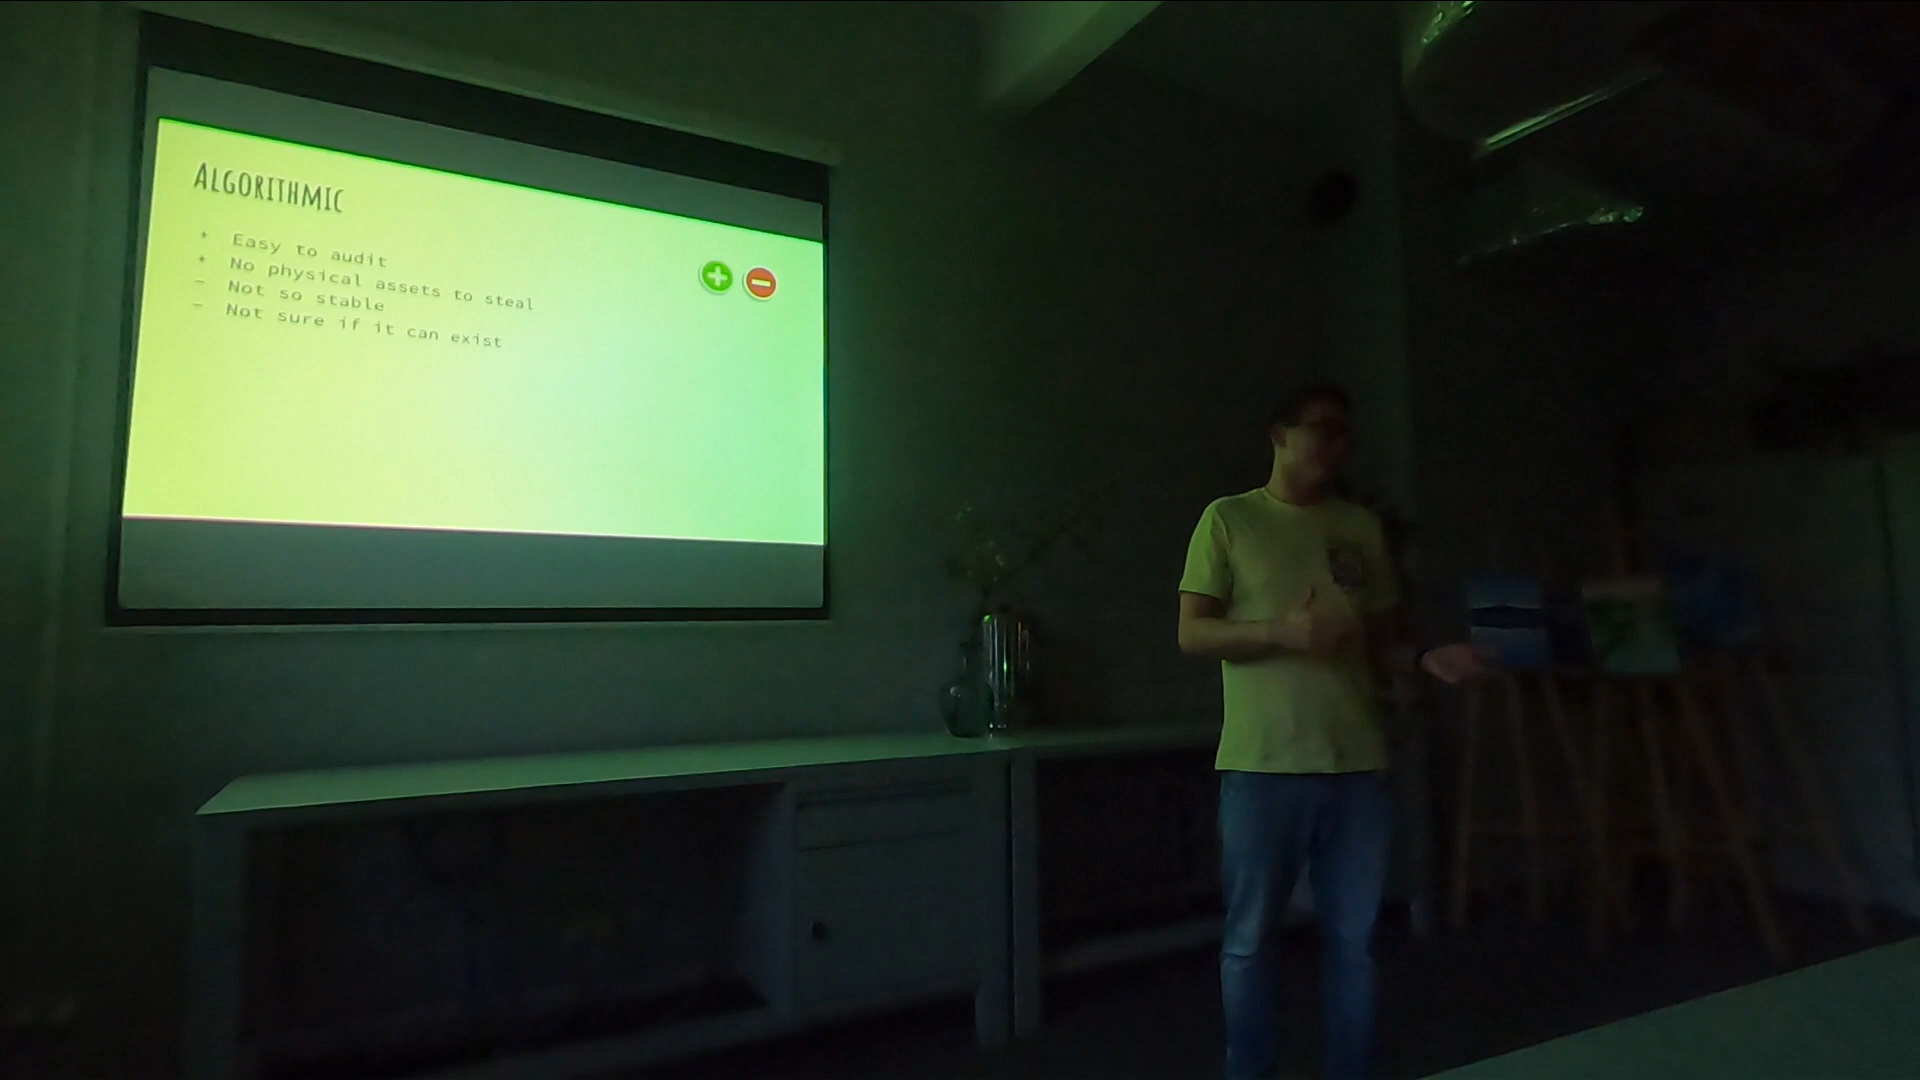 ALGORITHMIC
+ Easy to audit
+ No physical assets to steal
- Not so stable
- Not sure if it can exist